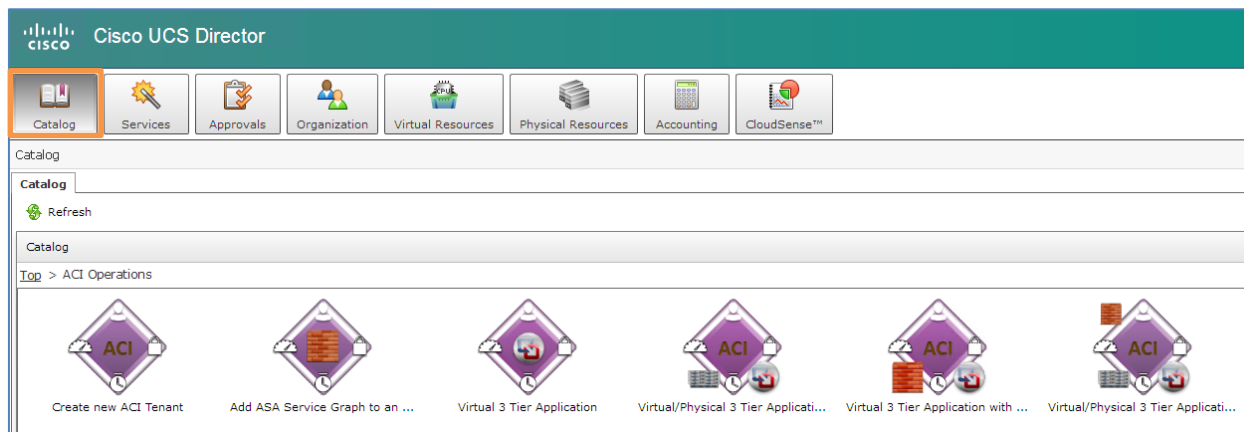 CISCO Cisco UCS Director
CPU
Catalog Services Approvals Organization Virtual Resources Physical Resources Accounting CloudSense™
Catalog
Catalog
Refresh
Catalog
Top > ACI Operations
ACI ACI ACI ACI
Create new ACI Tenant Add ASA Service Graph to an ... Virtual 3 Tier Application Virtual/Physical 3 Tier Applicati... Virtual 3 Tier Application with ... Virtual/Physical 3 Tier Applicati...